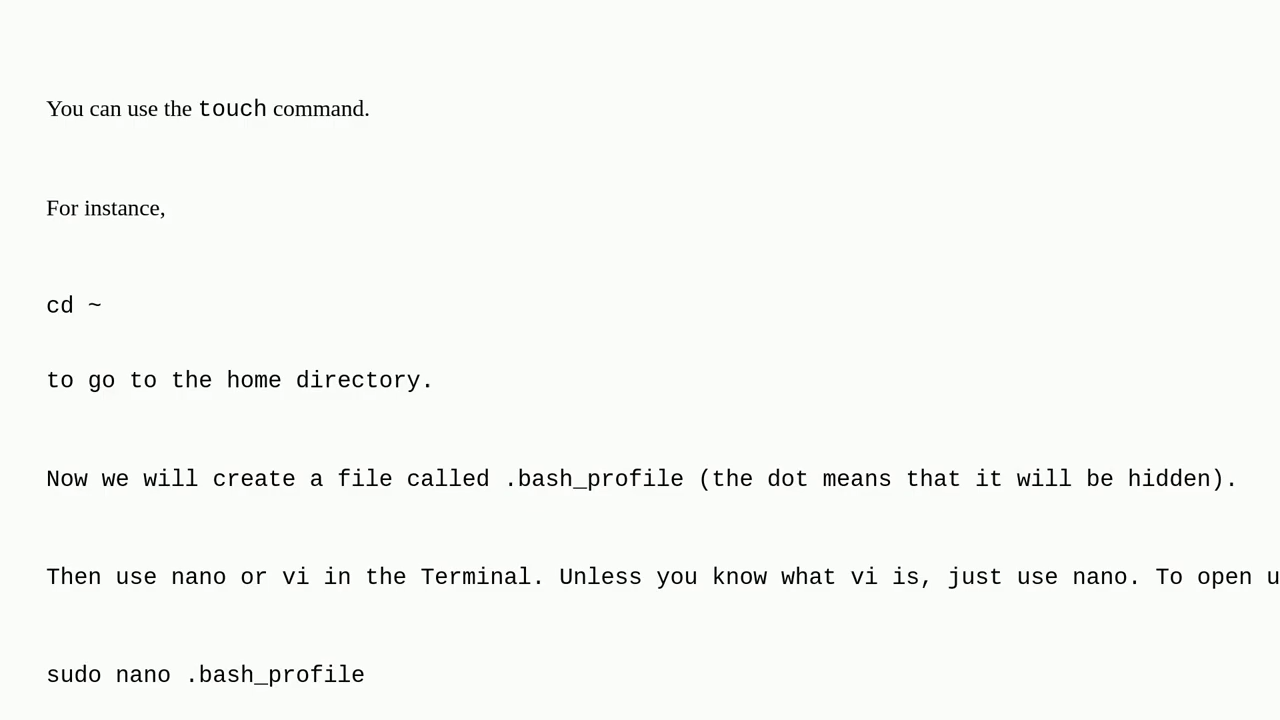 You can use the touch command.
For instance,
cd ~
to go to the home directory.
Now we will create a file called .bash_profile (the dot means that it will be hidden).
Then use nano or vi in the Terminal. Unless you know what vi is, just use nano. To open
sudo nano .bash_profile